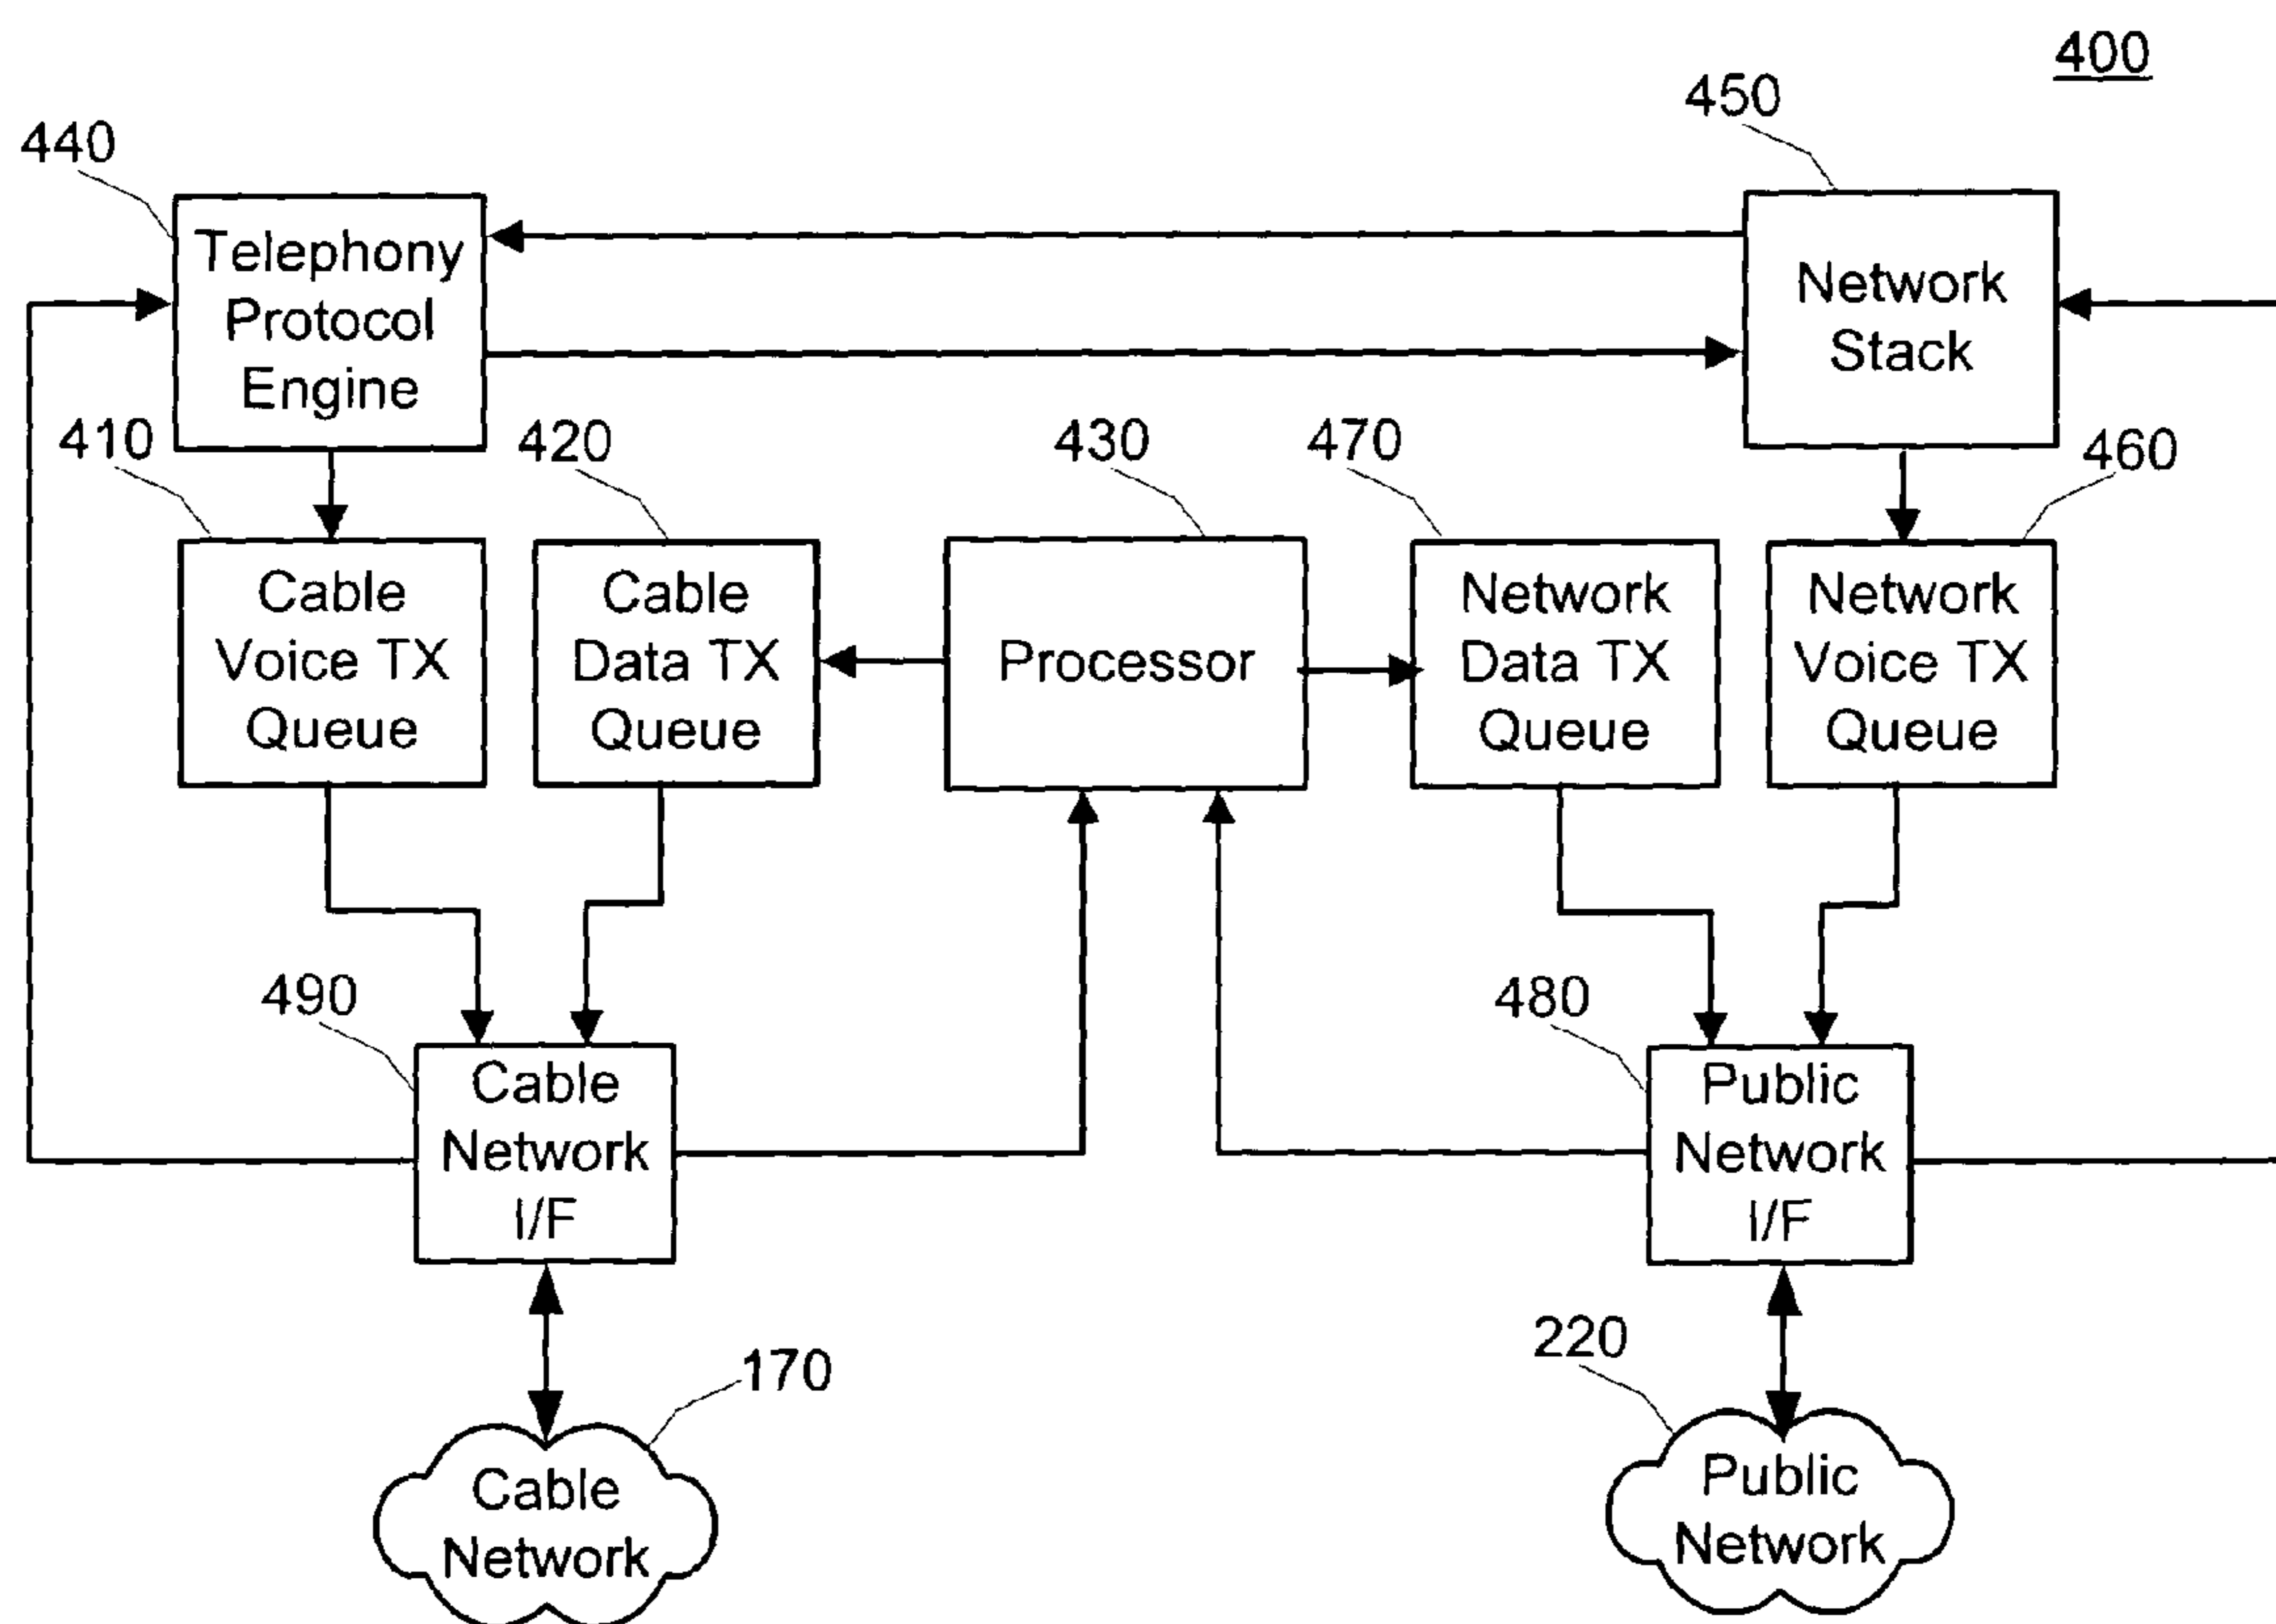 400
450
440
Telephony
Protocol
Engine
Network
Stack
410
420
430
470
460
Cable
Voice TX
Queue
Cable
Data TX
Queue
Processor
Network
Data TX
Queue
Network
Voice TX
Queue
490
480
Cable
Network
I/F
Public
Network
I/F
170
220
Cable
Network
Public
Network